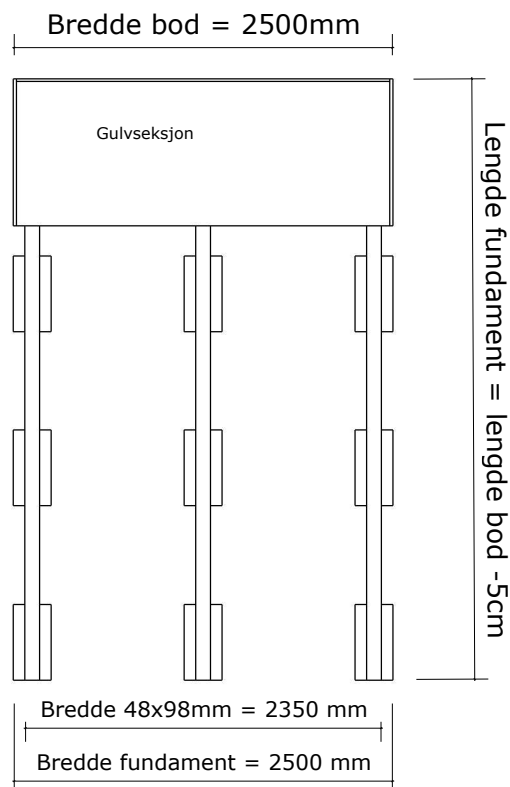 Bredde bod = 2500mm
Gulvseksjon
Lengde fundament = lengde bod -5cm
Bredde 48x98mm = 2350 mm
Bredde fundament = 2500 mm